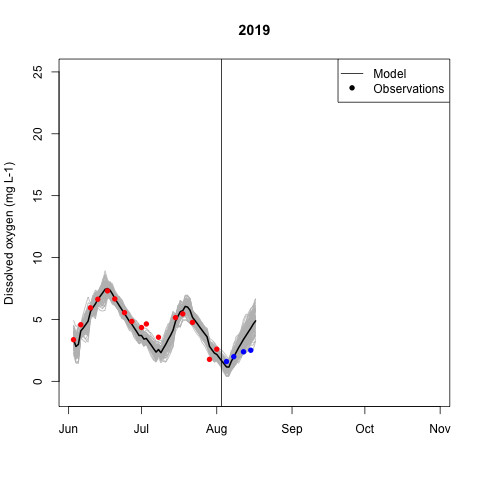 2019
Model
Observations
Dissolved oxygen (mg L-1)
25
20
15
10
5
0
Jun Jul Aug Sep Oct Nov